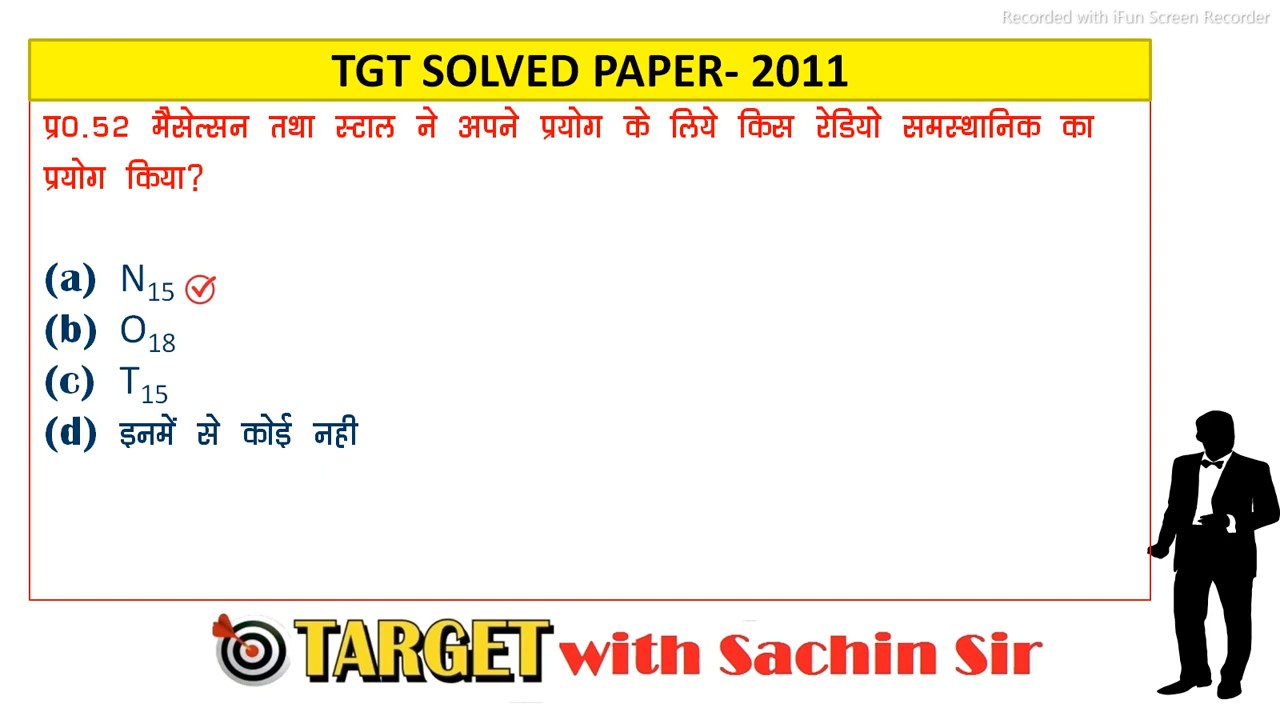 Recorded with iFun Screen Recorder
TGT SOLVED PAPER- 2011
प्र0.52 मैसेल्सन तथा स्टाल ने अपने प्रयोग के लिये किस रेडियो समस्थानिक का
प्रयोग किया?
(a) N₁₅
(b) O₁₈
(c) T₁₅
(d) इनमें से कोई नही
TARGET with Sachin Sir